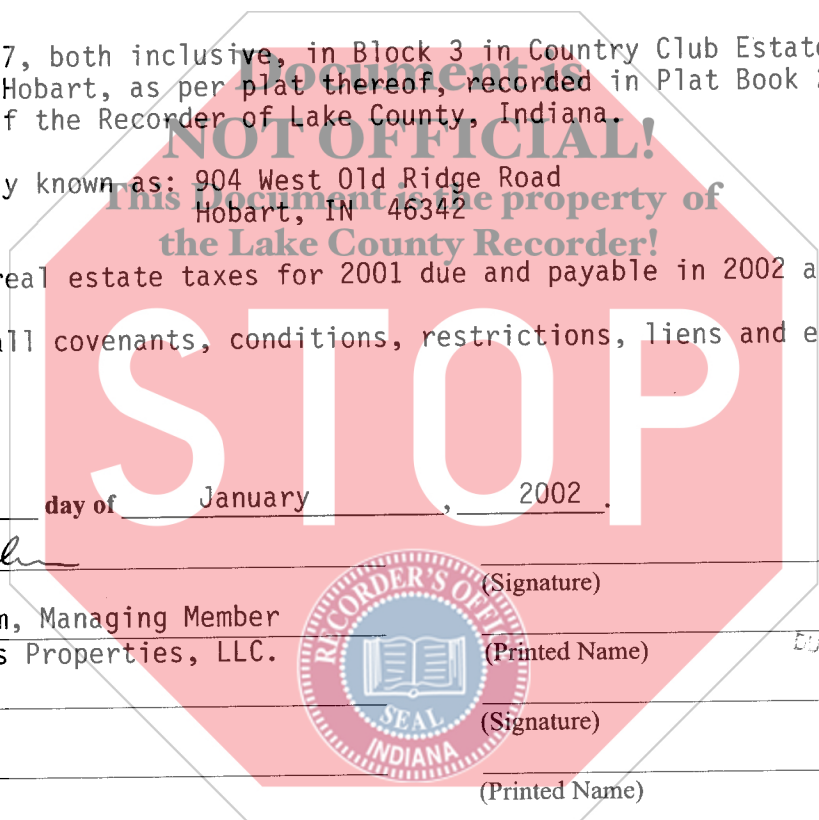 7, both inclusive, in Block 3 in Country Club Estate
Document is
Hobart, as per plat thereof, recorded in Plat Book
f the Recorder of Lake County, Indiana.
NOT OFFICIAL!
y known as: 904 West Old Ridge Road
This Document is the property of
Hobart, IN 46342
the Lake County Recorder!
real estate taxes for 2001 due and payable in 2002 a
all covenants, conditions, restrictions, liens and e
STOP
day of January, 2002.
(Signature)
n, Managing Member
s Properties, LLC.
(Printed Name)
(Signature)
(Printed Name)
RECORDER'S OFFICE
SEAL
INDIANA